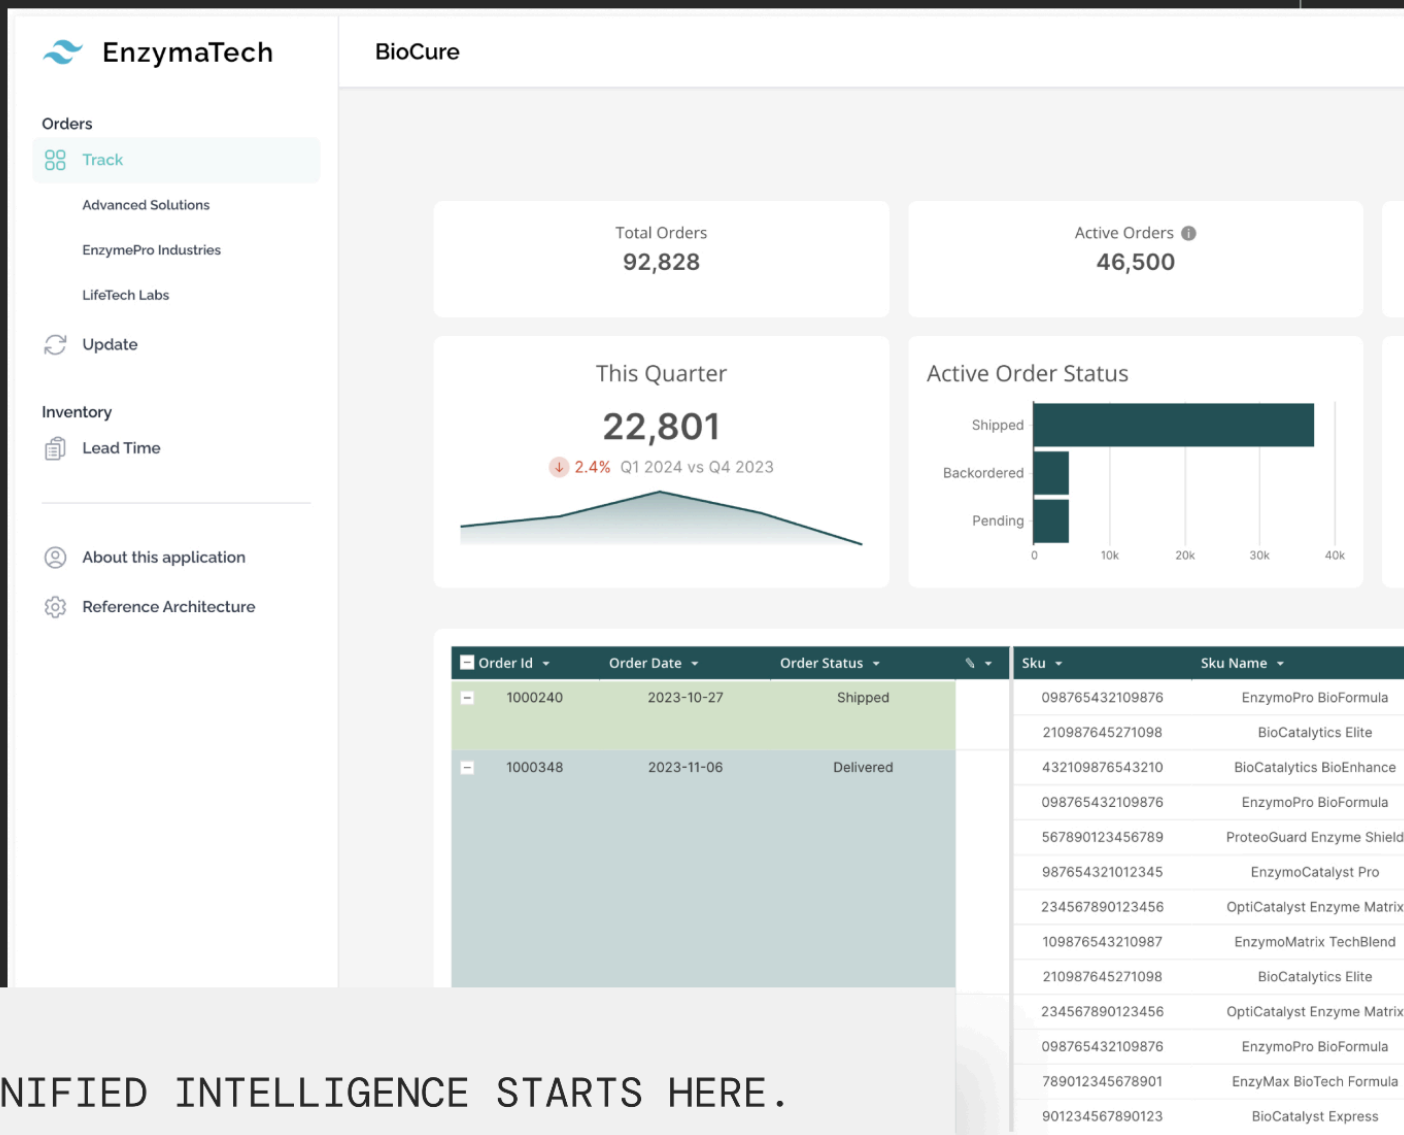 EnzymaTech
BioCure
Orders
Track
Advanced Solutions
EnzymePro Industries
LifeTech Labs
Update
Inventory
Lead Time
About this application
Reference Architecture
Total Orders
92,828
Active Orders
46,500
This Quarter
22,801
2.4% Q1 2024 vs Q4 2023
Active Order Status
Shipped
Backordered
Pending
0 10k 20k 30k 40k
Order Id Order Date Order Status Sku Sku Name
1000240 2023-10-27 Shipped 098765432109876 EnzymoPro BioFormula
210987645271098 BioCatalytics Elite
1000348 2023-11-06 Delivered 432109876543210 BioCatalytics BioEnhance
098765432109876 EnzymoPro BioFormula
567890123456789 ProteoGuard Enzyme Shield
987654321012345 EnzymoCatalyst Pro
234567890123456 OptiCatalyst Enzyme Matrix
109876543210987 EnzymoMatrix TechBlend
210987645271098 BioCatalytics Elite
234567890123456 OptiCatalyst Enzyme Matrix
098765432109876 EnzymoPro BioFormula
789012345678901 EnzyMax BioTech Formula
901234567890123 BioCatalyst Express
NIFIED INTELLIGENCE STARTS HERE.